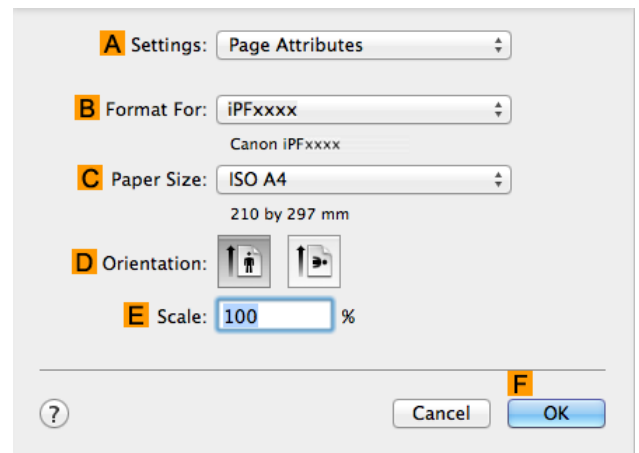 A Settings: Page Attributes
B Format For: iPFxxxx
Canon iPFxxxx
C Paper Size: ISO A4
210 by 297 mm
D Orientation:
E Scale: 100 %
F
? Cancel OK